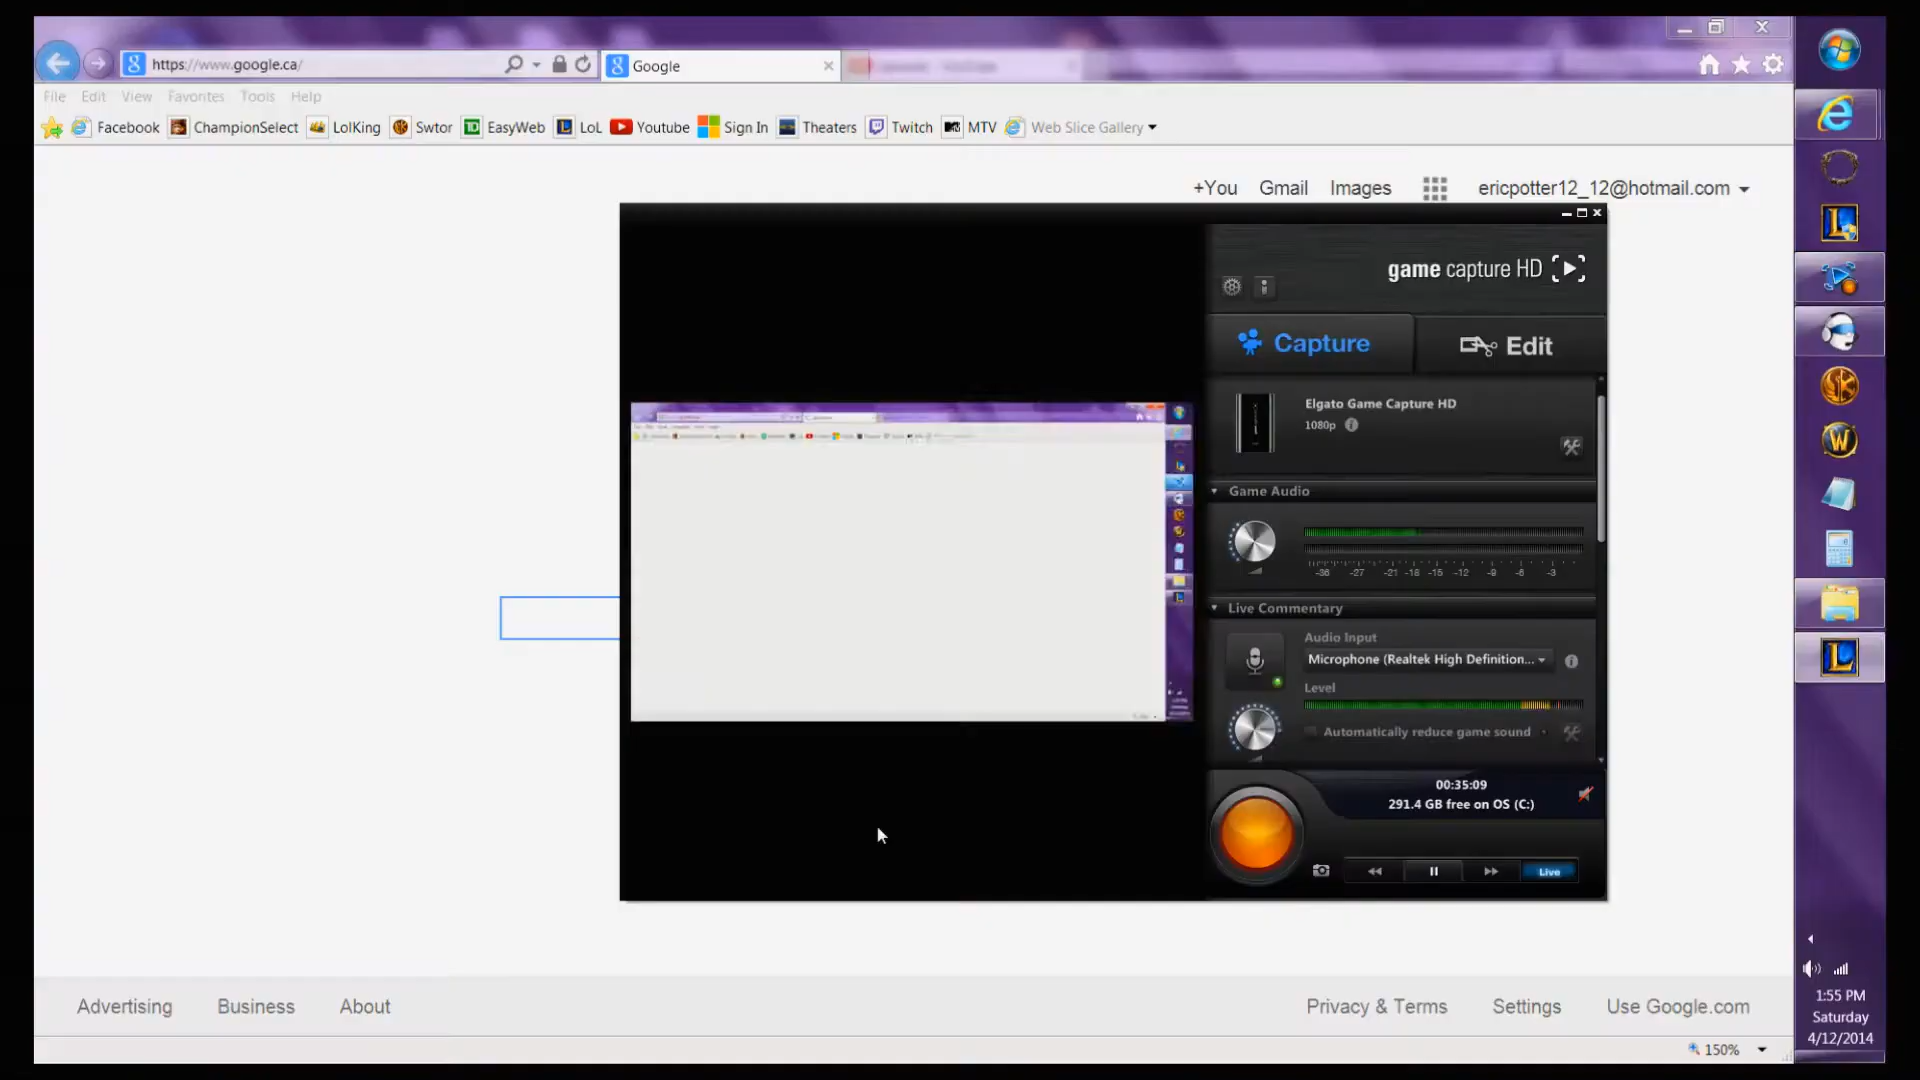 https://www.google.ca/
Google
File Edit View Favorites Tools Help
Facebook ChampionSelect LolKing Swtor EasyWeb LoL Youtube Sign In Theaters Twitch MTV Web Slice Gallery
+You Gmail Images ericpotter12_12@hotmail.com
game capture HD
Capture Edit
Elgato Game Capture HD
1080p
Game Audio
-36 -27 -21 -18 -15 -12 -9 -6 -3
Live Commentary
Audio Input
Microphone (Realtek High Definition...
Level
Automatically reduce game sound
00:35:09
291.4 GB free on OS (C:)
Live
Advertising Business About Privacy & Terms Settings Use Google.com
150%
1:55 PM
Saturday
4/12/2014